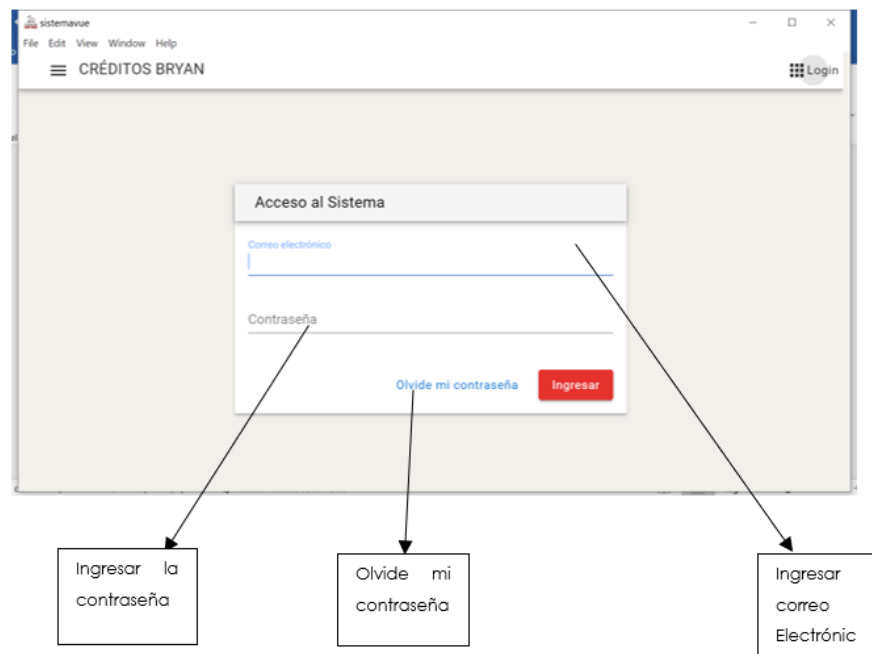 sistemavue
File Edit View Window Help
CRÉDITOS BRYAN
Login
Acceso al Sistema
Correo electrónico
Contraseña
Olvide mi contraseña
Ingresar
Ingresar la
contraseña
Olvide mi
contraseña
Ingresar
correo
Electrónic